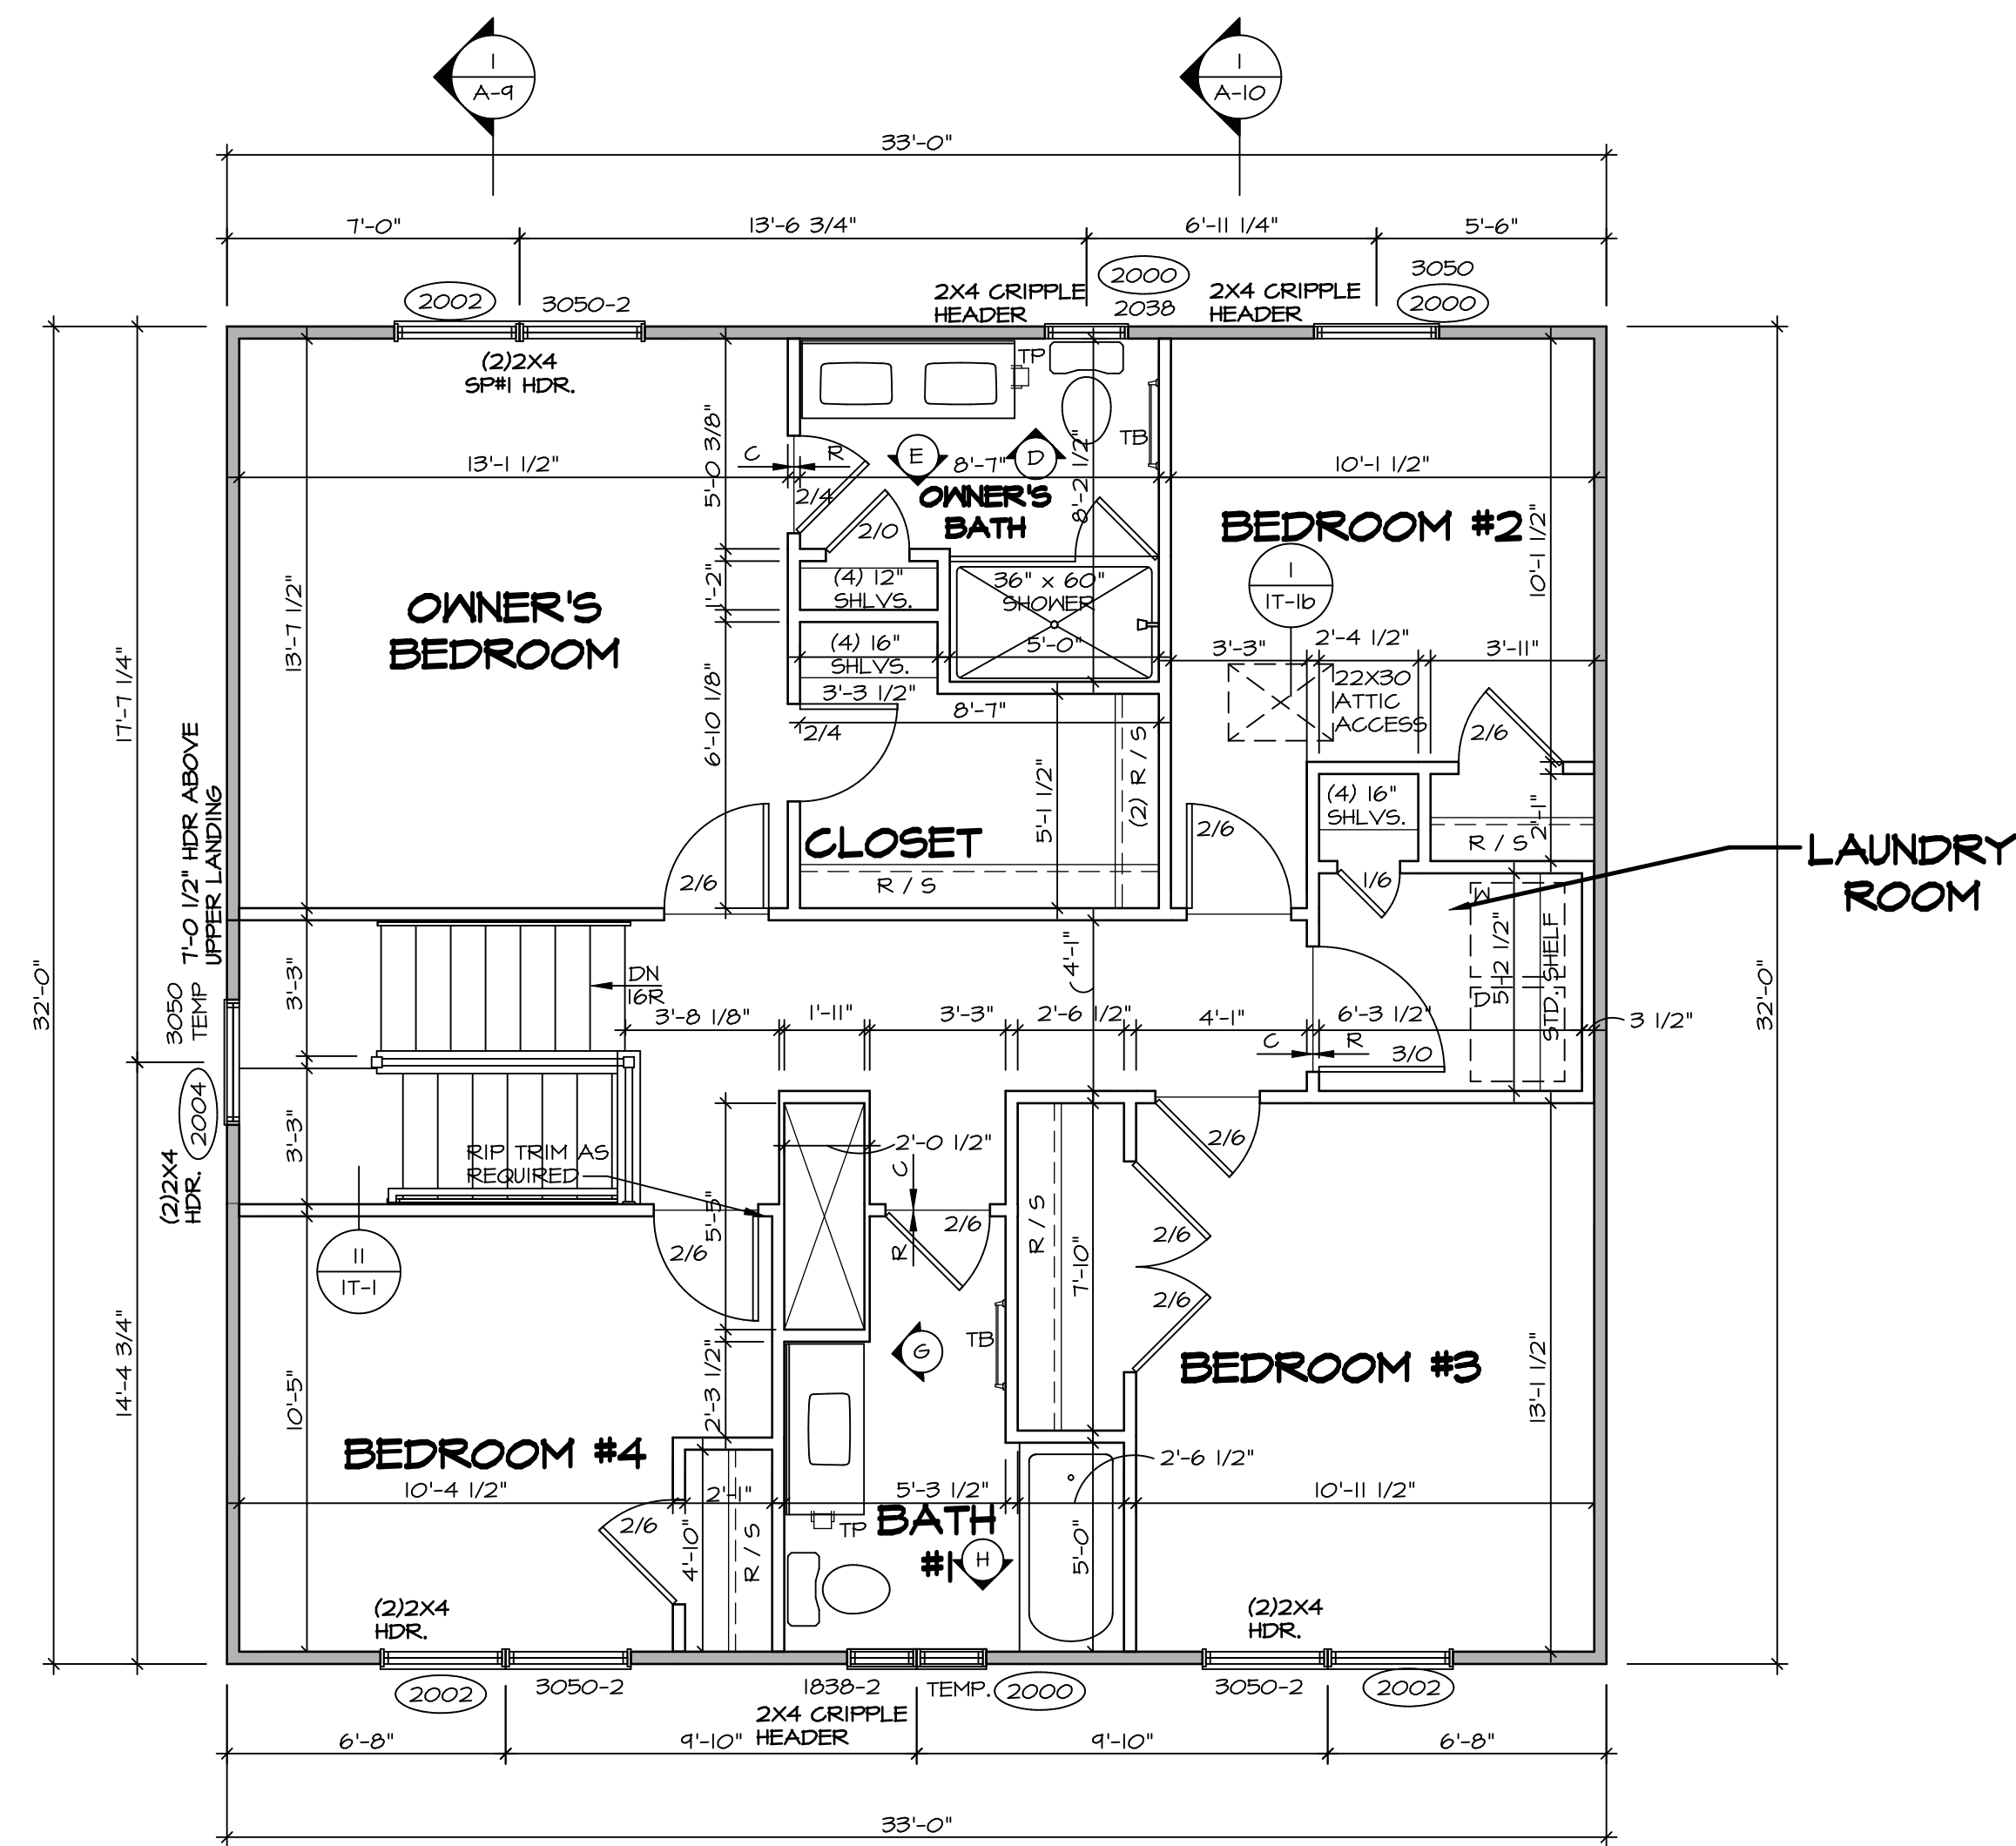 1
A-9
1
A-10
33'-0"
7'-0"
13'-6 3/4"
6'-11 1/4"
5'-6"
2002
3050-2
2X4 CRIPPLE
HEADER
2000
2038
2X4 CRIPPLE
HEADER
3050
2000
(2)2X4
SP#1 HDR.
TP
TB
5'-0 3/8"
C
R
E
D
8'-7"
8'-2 1/2"
13'-1 1/2"
10'-1 1/2"
2/4
OWNER'S
BATH
2/0
BEDROOM #2
10'-1 1/2"
1
1T-1b
13'-7 1/2"
OWNER'S
BEDROOM
1'-2"
(4) 12"
SHLVS.
36" x 60"
SHOWER
(4) 16"
SHLVS.
5'-0"
3'-3"
2'-4 1/2"
3'-11"
3'-3 1/2"
8'-7"
22X30
ATTIC
ACCESS
17'-7 1/4"
6'-10 1/8"
2/4
2/6
7'-0 1/2" HDR ABOVE
UPPER LANDING
5'-1 1/2"
(2) R / S
(4) 16"
SHLVS.
2'-1"
R / S
CLOSET
2/6
2/6
R / S
1/6
LAUNDRY
ROOM
W
D
5'-2 1/2"
STD. SHELF
32'-0"
32'-0"
3050
TEMP
3'-3"
DN
16R
4'-1"
3'-8 1/8"
1'-11"
3'-3"
2'-6 1/2"
4'-1"
6'-3 1/2"
3 1/2"
C
R
3/0
2004
(2)2X4
HDR.
3'-3"
RIP TRIM AS
REQUIRED
2'-0 1/2"
C
R
2/6
2/6
5'-5"
2/6
R / S
7'-10"
2/6
2/6
11
1T-1
14'-4 3/4"
G
TB
2'-3 1/2"
10'-5"
BEDROOM #3
13'-1 1/2"
BEDROOM #4
2'-6 1/2"
10'-4 1/2"
2'-1"
5'-3 1/2"
10'-11 1/2"
2/6
4'-10"
R / S
TP
BATH
#1
H
5'-0"
(2)2X4
HDR.
(2)2X4
HDR.
2002
3050-2
1838-2
TEMP.
2000
3050-2
2002
2X4 CRIPPLE
HEADER
6'-8"
9'-10"
9'-10"
6'-8"
33'-0"